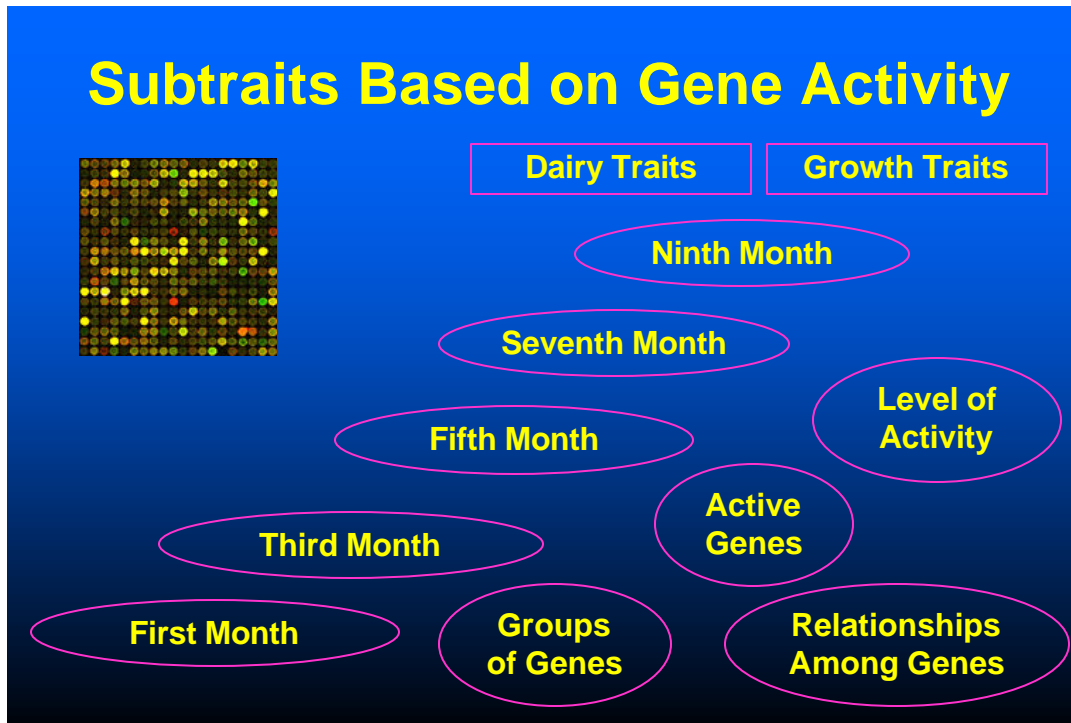 Subtraits Based on Gene Activity
Dairy Traits
Growth Traits
Ninth Month
Seventh Month
Level of
Activity
Fifth Month
Active
Genes
Third Month
First Month
Groups
of Genes
Relationships
Among Genes